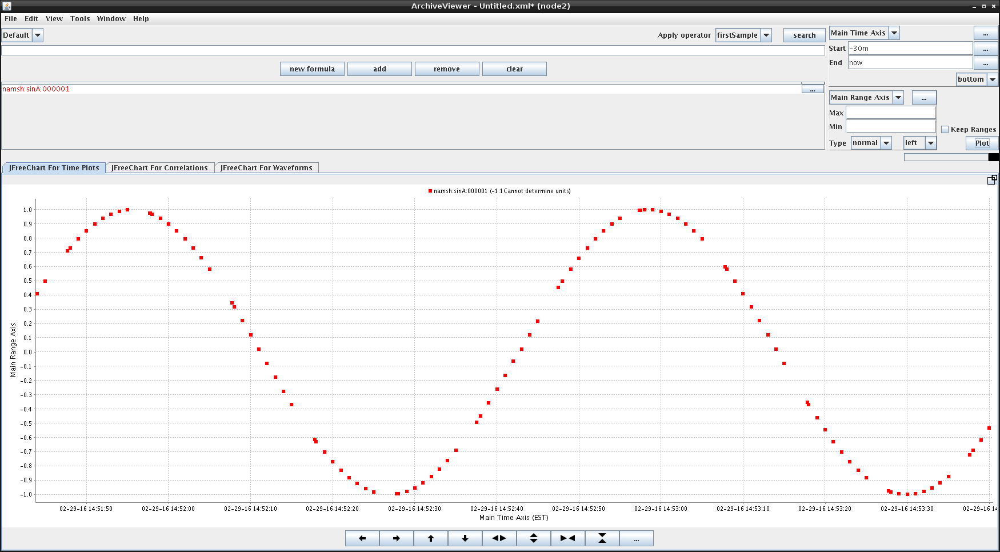 ArchiveViewer - Untitled.xml* (node2)
File Edit View Tools Window Help
Default
Apply operator firstSample search
new formula add remove clear
namsh:sinA:000001 ...
Main Time Axis ...
Start -30m ...
End now ...
bottom
Main Range Axis ...
Max
Min
Keep Ranges
Type normal left Plot
JFreeChart For Time Plots JFreeChart For Correlations JFreeChart For Waveforms
namsh:sinA:000001 (-1:1Cannot determine units)
1.0
0.9
0.8
0.7
0.6
0.5
0.4
0.3
0.2
0.1
0.0
-0.1
-0.2
-0.3
-0.4
-0.5
-0.6
-0.7
-0.8
-0.9
-1.0
Main Range Axis
02-29-16 14:51:50 02-29-16 14:52:00 02-29-16 14:52:10 02-29-16 14:52:20 02-29-16 14:52:30 02-29-16 14:52:40 02-29-16 14:52:50 02-29-16 14:53:00 02-29-16 14:53:10 02-29-16 14:53:20 02-29-16 14:53:30 02-29-16 14
Main Time Axis (EST)
...